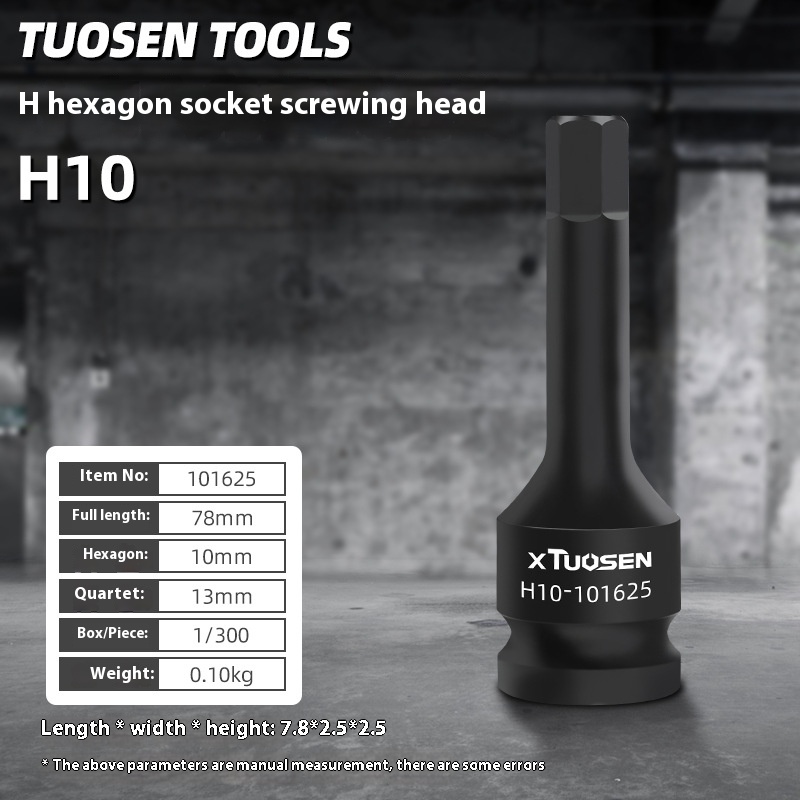 TUOSEN TOOLS
H hexagon socket screwing head
H10
Item No: 101625
Full length: 78mm
Hexagon: 10mm
Quartet: 13mm
Box/Piece: 1/300
Weight: 0.10kg
xTUOSEN
H10-101625
Length * width * height: 7.8*2.5*2.5
* The above parameters are manual measurement, there are some errors